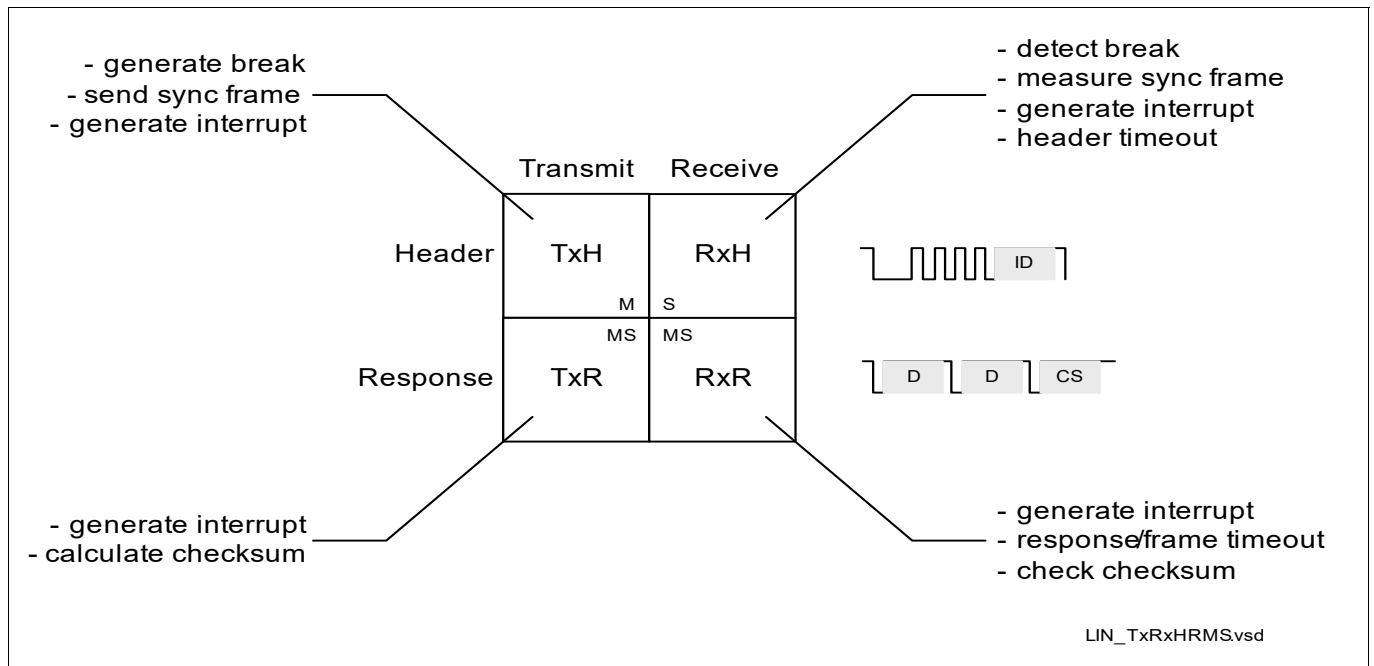 - generate break
- send sync frame
- generate interrupt
- detect break
- measure sync frame
- generate interrupt
- header timeout
Transmit Receive
Header TxH RxH
ID
M S
MS MS
Response TxR RxR
D D CS
- generate interrupt
- calculate checksum
- generate interrupt
- response/frame timeout
- check checksum
LIN_TxRxHRMS.vsd